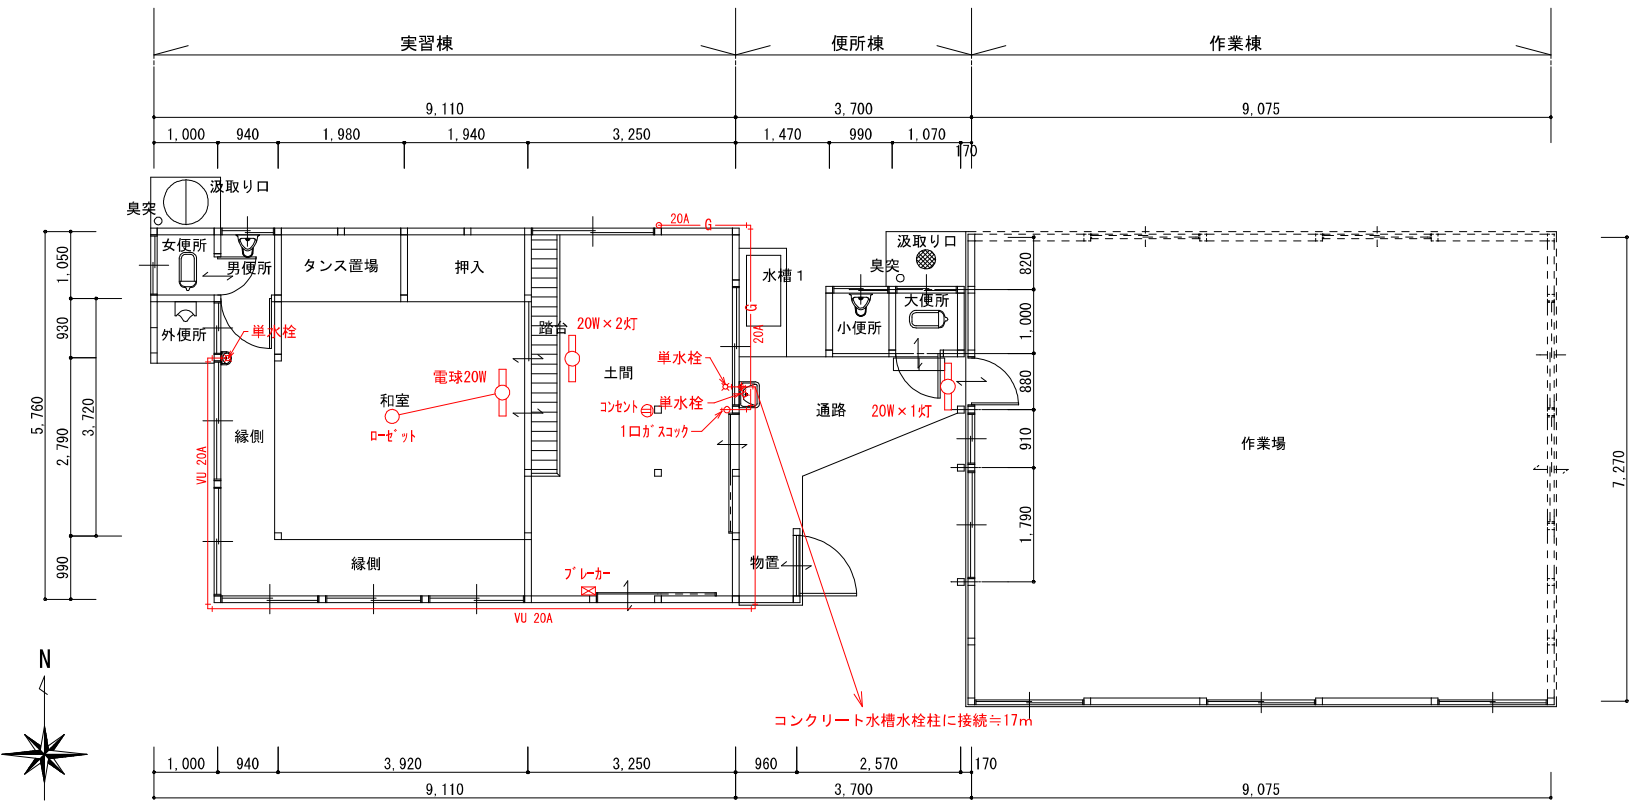 実習棟
便所棟
作業棟
9,110
3,700
9,075
1,000
940
1,980
1,940
3,250
1,470
990
1,070
170
汲取り口
臭突
20A
G
女便所
男便所
タンス置場
押入
水槽1
汲取り口
臭突
大便所
小便所
外便所
単水栓
踏台
20W×2灯
G
20A
820
1,000
880
910
1,790
1,050
930
2,790
990
3,720
5,760
7,270
電球20W
和室
ローゼット
土間
単水栓
単水栓
コンセント
1口ガスコック
通路
20W×1灯
作業場
縁側
VU 20A
縁側
ブレーカー
物置
VU 20A
コンクリート水槽水栓柱に接続≒17m
N
1,000
940
3,920
3,250
960
2,570
170
9,110
3,700
9,075